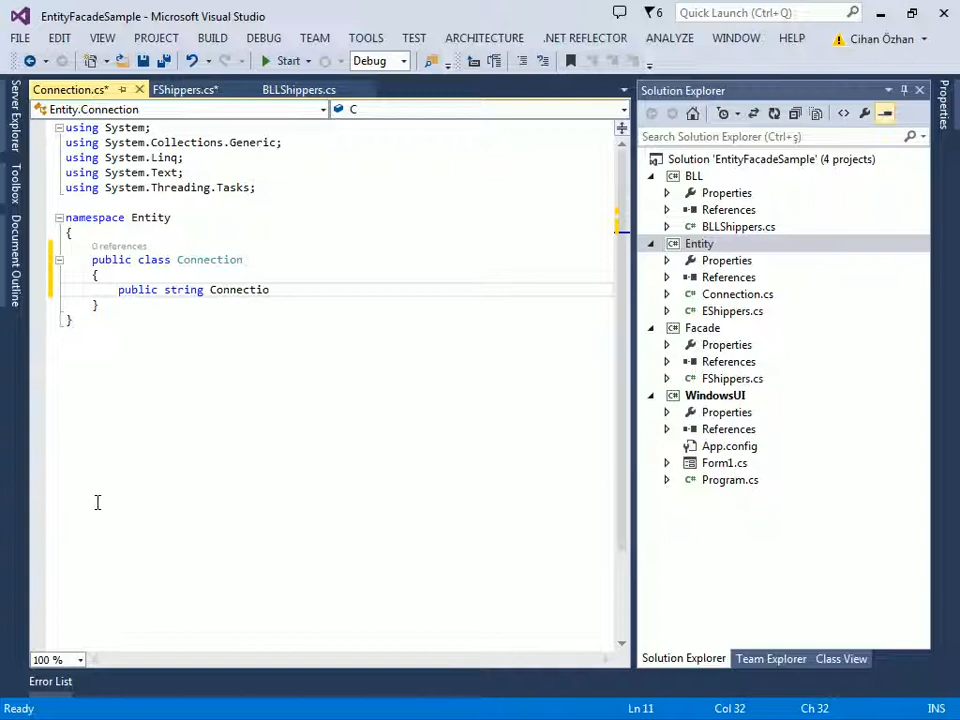 EntityFacadeSample - Microsoft Visual Studio
6
Quick Launch (Ctrl+Q)
FILE EDIT VIEW PROJECT BUILD DEBUG TEAM TOOLS TEST ARCHITECTURE .NET REFLECTOR ANALYZE WINDOW HELP Cihan Özhan
Start Debug
Server Explorer
Toolbox
Document Outline
Connection.cs* FShippers.cs* BLLShippers.cs
Entity.Connection C
using System;
using System.Collections.Generic;
using System.Linq;
using System.Text;
using System.Threading.Tasks;
namespace Entity
{
0 references
public class Connection
{
public string Connectio
}
}
100 %
Solution Explorer
Search Solution Explorer (Ctrl+ş)
Solution 'EntityFacadeSample' (4 projects)
C# BLL
Properties
References
C# BLLShippers.cs
C# Entity
Properties
References
C# Connection.cs
C# EShippers.cs
C# Facade
Properties
References
C# FShippers.cs
C# WindowsUI
Properties
References
App.config
Form1.cs
C# Program.cs
Solution Explorer Team Explorer Class View
Properties
Error List
Ready Ln 11 Col 32 Ch 32 INS